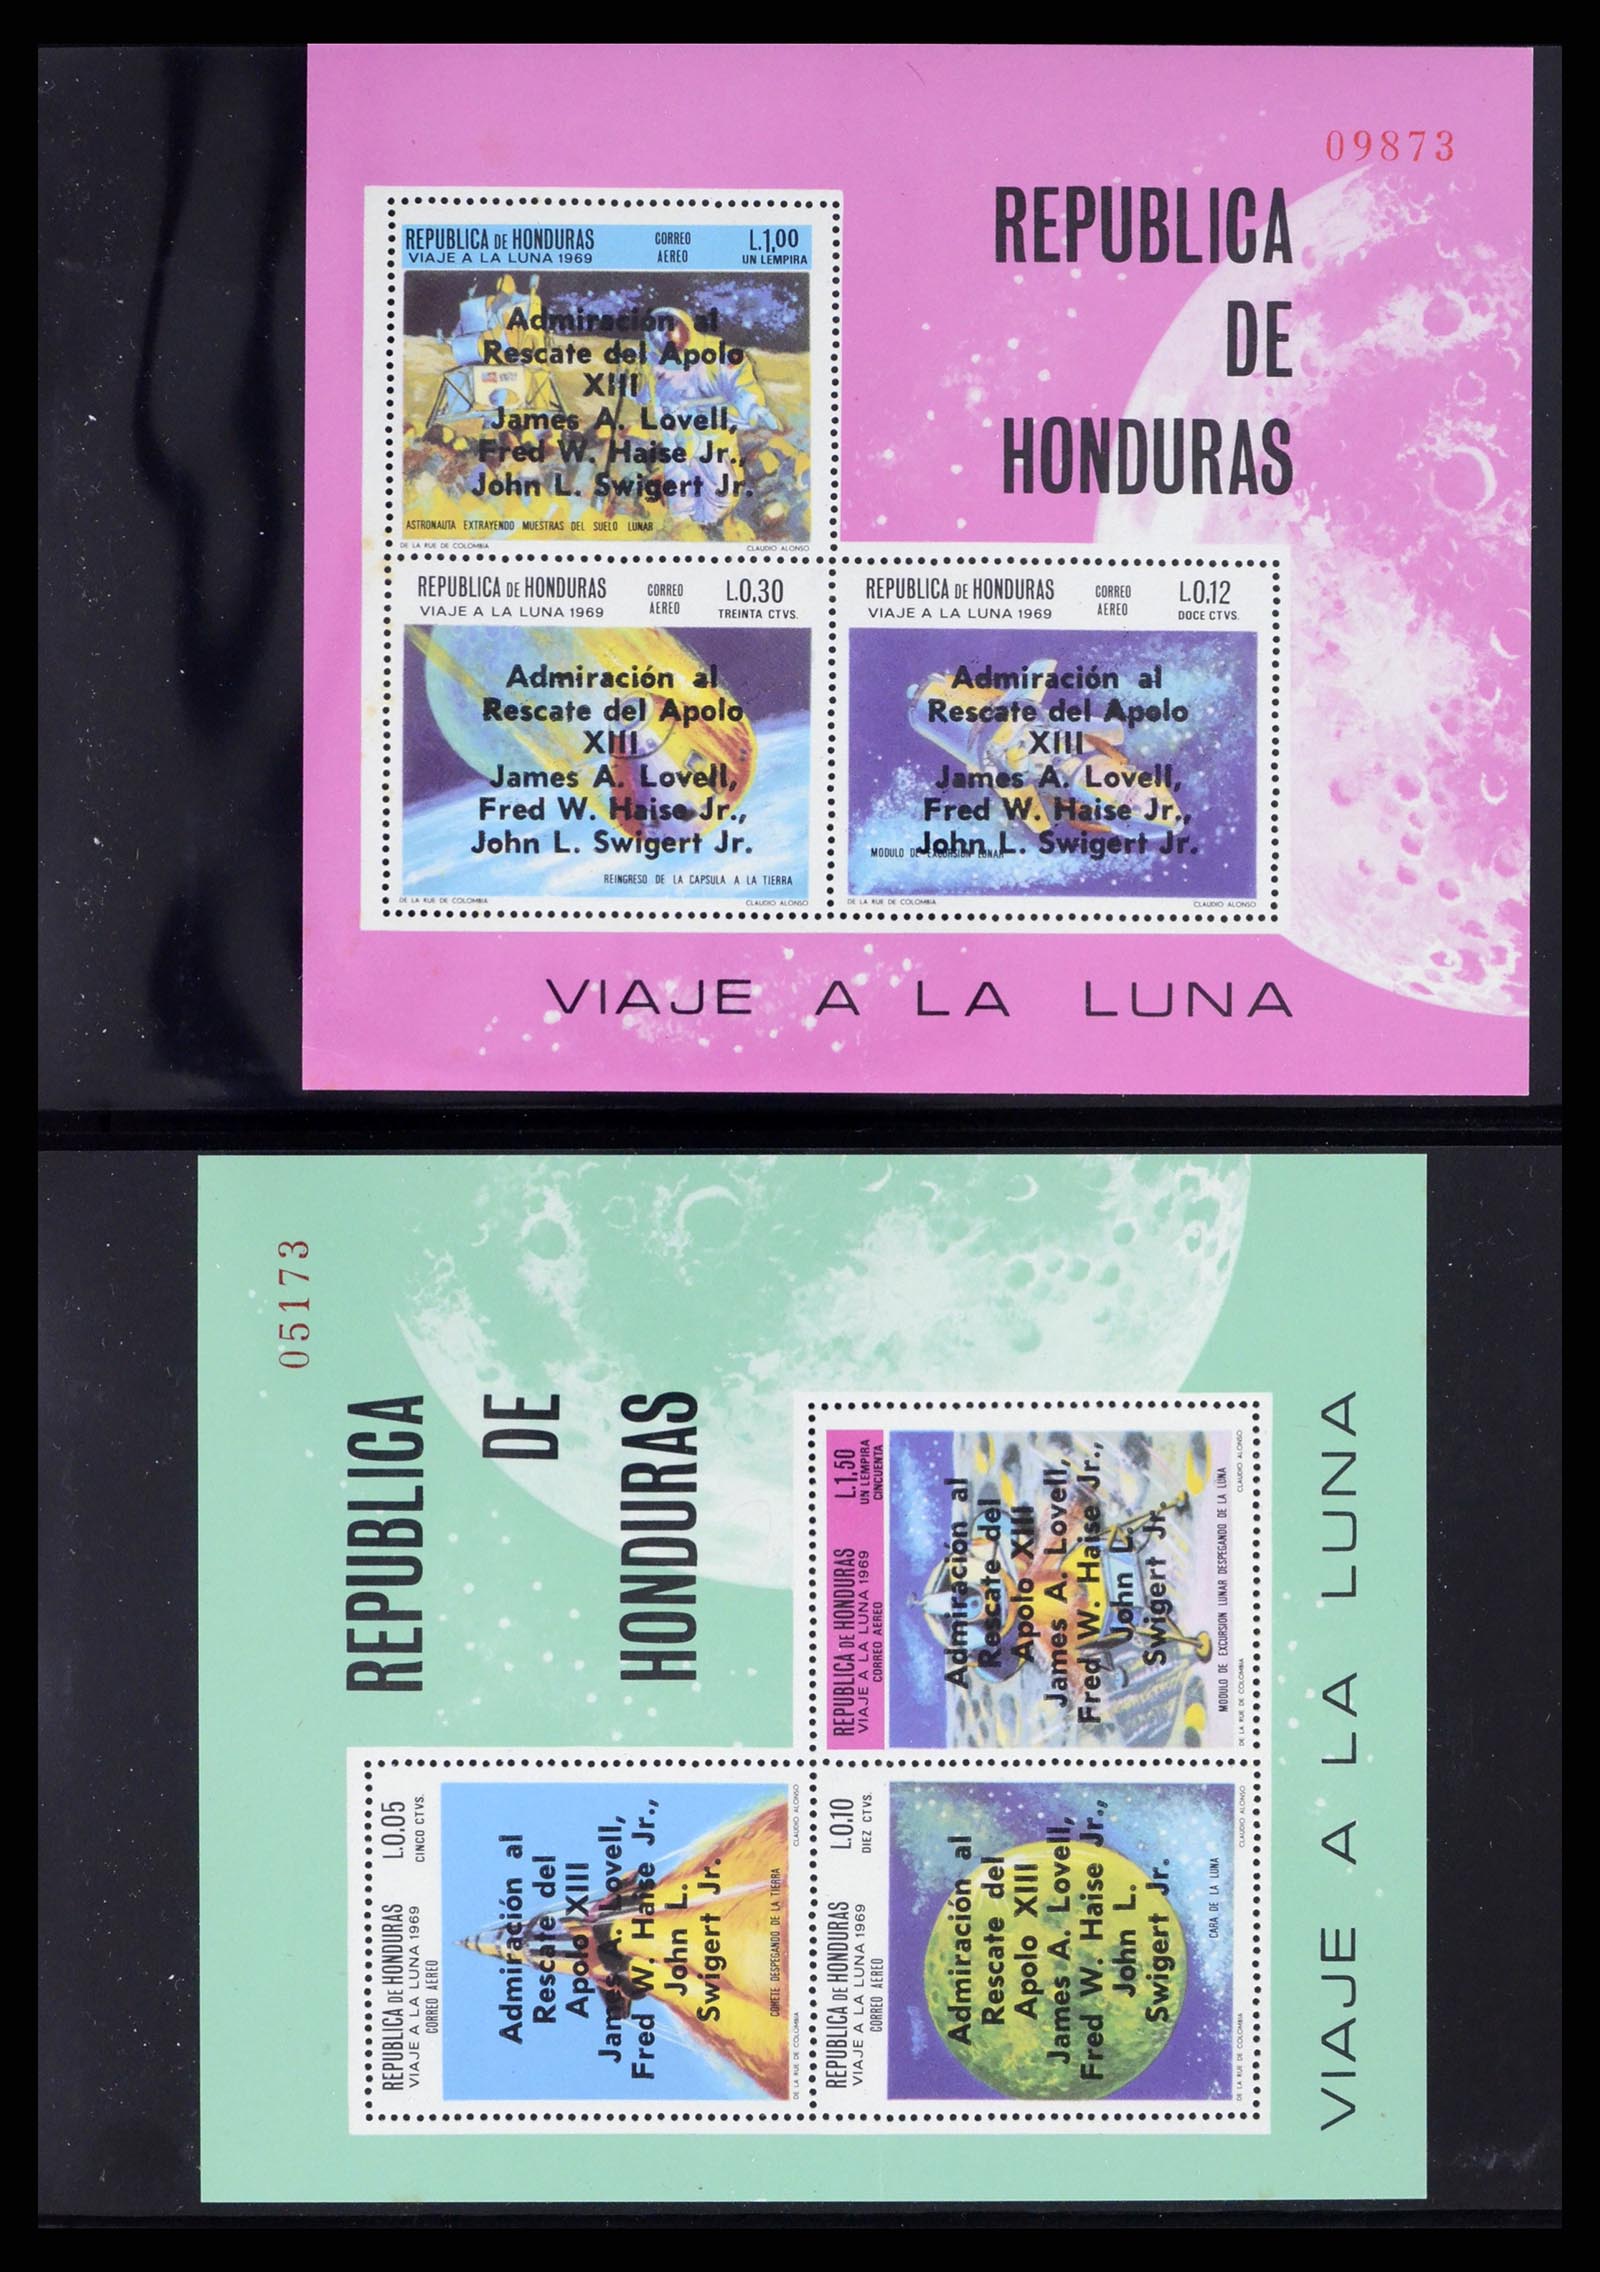 09873
REPUBLICA
DE
HONDURAS
REPUBLICA DE HONDURAS
VIAJE A LA LUNA 1969
CORREO
AEREO
L.1,00
UN LEMPIRA
Admiración al
Rescate del Apolo
XIII
James A. Lovell,
Fred W. Haise Jr.,
John L. Swigert Jr.
ASTRONAUTA EXTRAYENDO MUESTRAS DEL SUELO LUNAR
DE LA RUE DE COLOMBIA
CLAUDIO ALONSO
REPUBLICA DE HONDURAS
VIAJE A LA LUNA 1969
CORREO
AEREO
L.0.30
TREINTA CTVS.
Admiración al
Rescate del Apolo
XIII
James A. Lovell,
Fred W. Haise Jr.,
John L. Swigert Jr.
REINGRESO DE LA CAPSULA A LA TIERRA
DE LA RUE DE COLOMBIA
CLAUDIO ALONSO
REPUBLICA DE HONDURAS
VIAJE A LA LUNA 1969
CORREO
AEREO
L.0.12
DOCE CTVS.
Admiración al
Rescate del Apolo
XIII
James A. Lovell,
Fred W. Haise Jr.,
John L. Swigert Jr.
MODULO DE EXCURSION LUNAR
DE LA RUE DE COLOMBIA
CLAUDIO ALONSO
VIAJE A LA LUNA
05173
REPUBLICA
DE
HONDURAS
REPUBLICA DE HONDURAS
VIAJE A LA LUNA 1969
CORREO AEREO
L.0.05
CINCO CTVS.
Admiración al
Rescate del
Apolo XIII
James A. Lovell,
Fred W. Haise Jr.,
John L.
Swigert Jr.
COHETE DESPEGANDO DE LA TIERRA
DE LA RUE DE COLOMBIA
CLAUDIO ALONSO
REPUBLICA DE HONDURAS
VIAJE A LA LUNA 1969
CORREO AEREO
L.1,50
UN LEMPIRA
CINCUENTA
Admiración al
Rescate del
Apolo XIII
James A. Lovell,
Fred W. Haise Jr.,
John L.
Swigert Jr.
MODULO DE EXCURSION LUNAR DESPEGANDO DE LA LUNA
DE LA RUE DE COLOMBIA
CLAUDIO ALONSO
REPUBLICA DE HONDURAS
VIAJE A LA LUNA 1969
CORREO AEREO
L.0.10
DIEZ CTVS.
Admiración al
Rescate del
Apolo XIII
James A. Lovell,
Fred W. Haise Jr.,
John L.
Swigert Jr.
CARA DE LA LUNA
DE LA RUE DE COLOMBIA
CLAUDIO ALONSO
VIAJE A LA LUNA